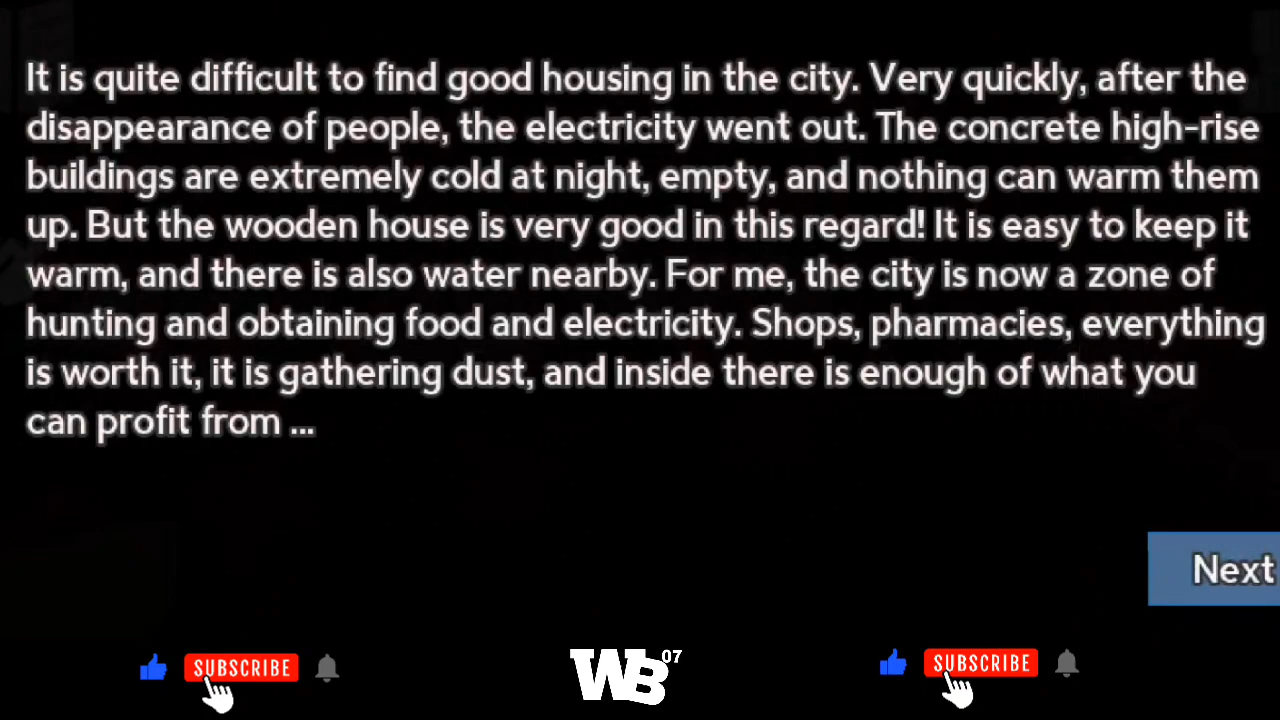 It is quite difficult to find good housing in the city. Very quickly, after the
disappearance of people, the electricity went out. The concrete high-rise
buildings are extremely cold at night, empty, and nothing can warm them
up. But the wooden house is very good in this regard! It is easy to keep it
warm, and there is also water nearby. For me, the city is now a zone of
hunting and obtaining food and electricity. Shops, pharmacies, everything
is worth it, it is gathering dust, and inside there is enough of what you
can profit from ...
Next
SUBSCRIBE
WB 07
SUBSCRIBE